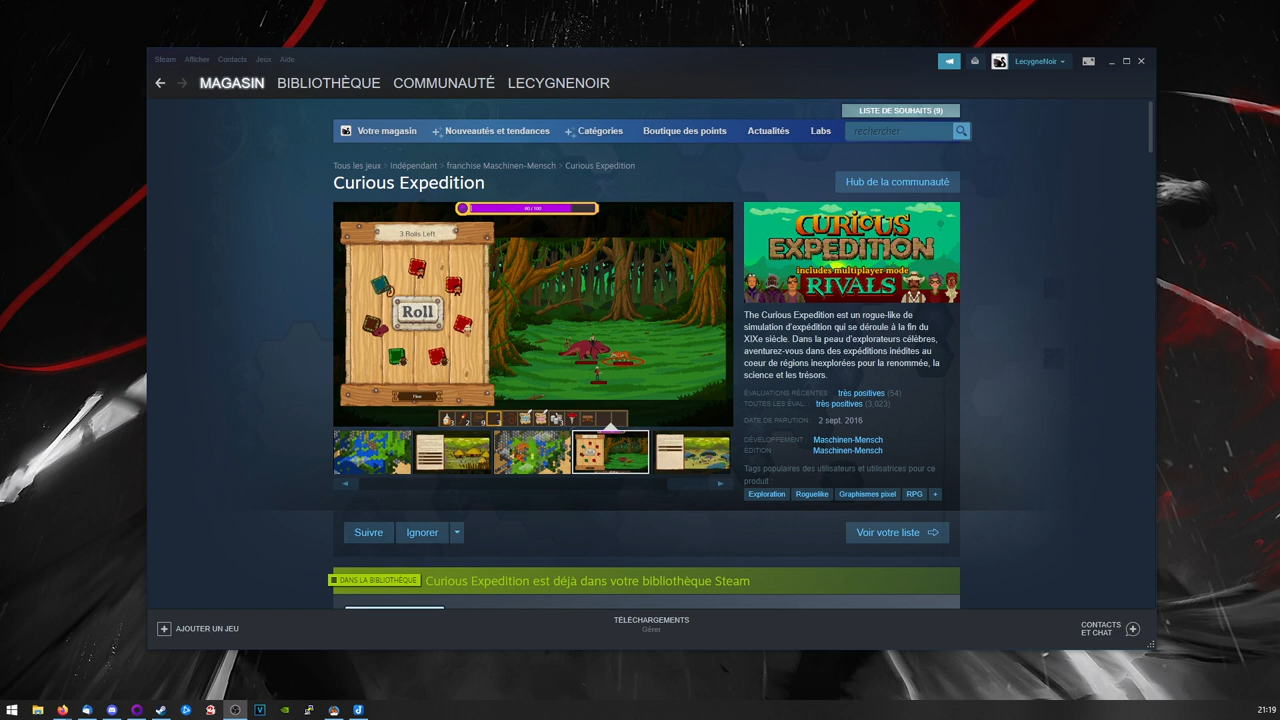 Steam Afficher Contacts Jeux Aide
LecygneNoir
MAGASIN BIBLIOTHÈQUE COMMUNAUTÉ LECYGNENOIR
LISTE DE SOUHAITS (9)
Votre magasin Nouveautés et tendances Catégories Boutique des points Actualités Labs rechercher
Tous les jeux > Indépendant > franchise Maschinen-Mensch > Curious Expedition
Curious Expedition
Hub de la communauté
80 / 100
3 Rolls Left
Roll
Flee
CURIOUS
EXPEDITION
includes multiplayer mode
RIVALS
The Curious Expedition est un rogue-like de
simulation d'expédition qui se déroule à la fin du
XIXe siècle. Dans la peau d'explorateurs célèbres,
aventurez-vous dans des expéditions inédites au
coeur de régions inexplorées pour la renommée, la
science et les trésors.
ÉVALUATIONS RÉCENTES : très positives (54)
TOUTES LES ÉVAL. : très positives (3,023)
DATE DE PARUTION : 2 sept. 2016
DÉVELOPPEMENT : Maschinen-Mensch
ÉDITION : Maschinen-Mensch
Tags populaires des utilisateurs et utilisatrices pour ce
produit :
Exploration Roguelike Graphismes pixel RPG +
Suivre Ignorer Voir votre liste
DANS LA BIBLIOTHÈQUE Curious Expedition est déjà dans votre bibliothèque Steam
AJOUTER UN JEU
TÉLÉCHARGEMENTS
Gérer
CONTACTS
ET CHAT
21:19